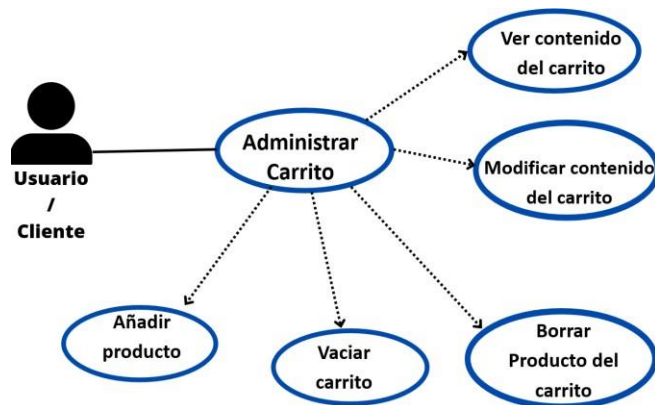 Ver contenido
del carrito
Administrar
Carrito
Usuario
/
Cliente
Modificar contenido
del carrito
Añadir
producto
Vaciar
carrito
Borrar
Producto del
carrito